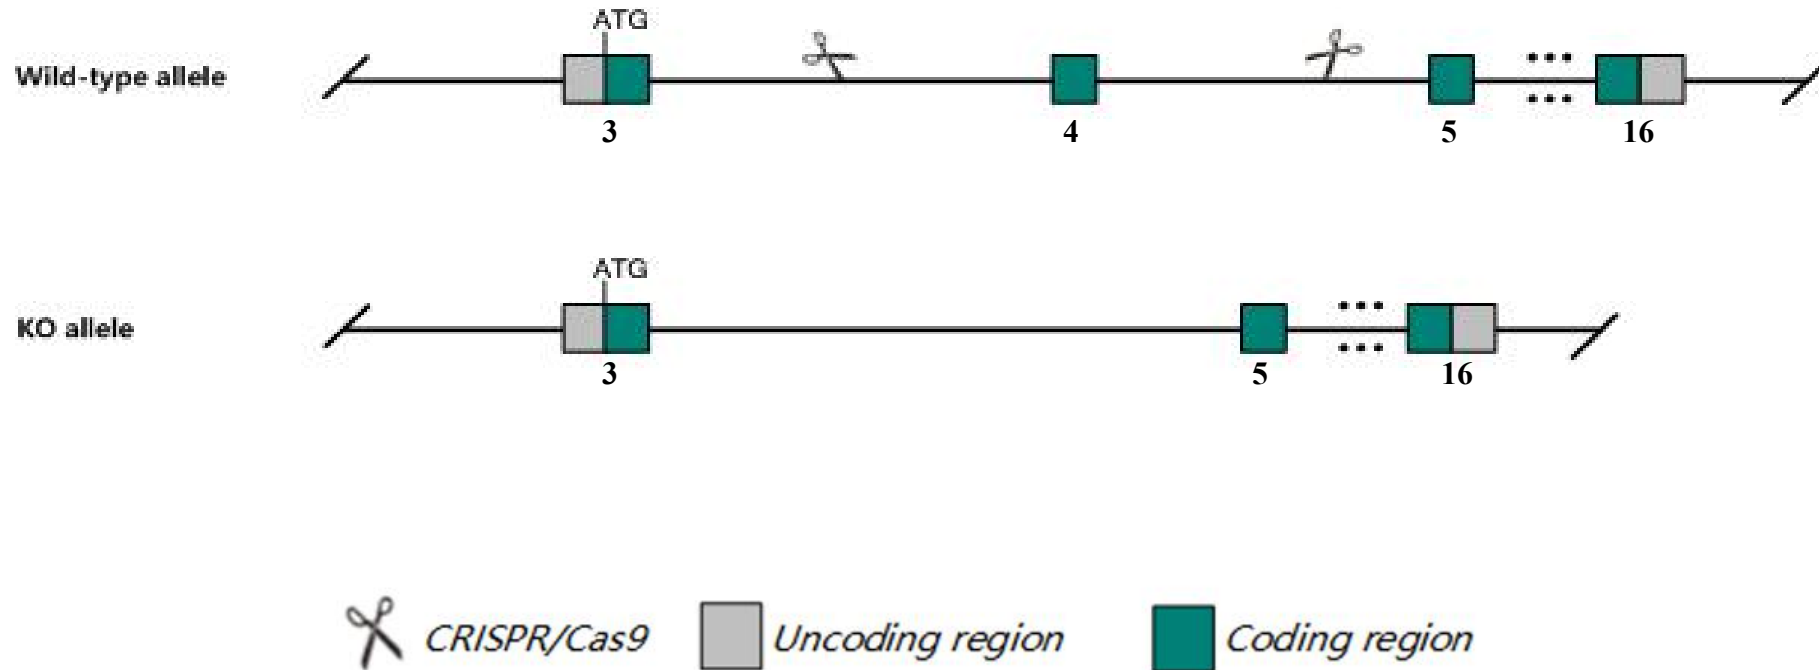 ATG
Wild-type allele
3 4 5 16
ATG
KO allele
3 5 16
CRISPR/Cas9 Uncoding region Coding region